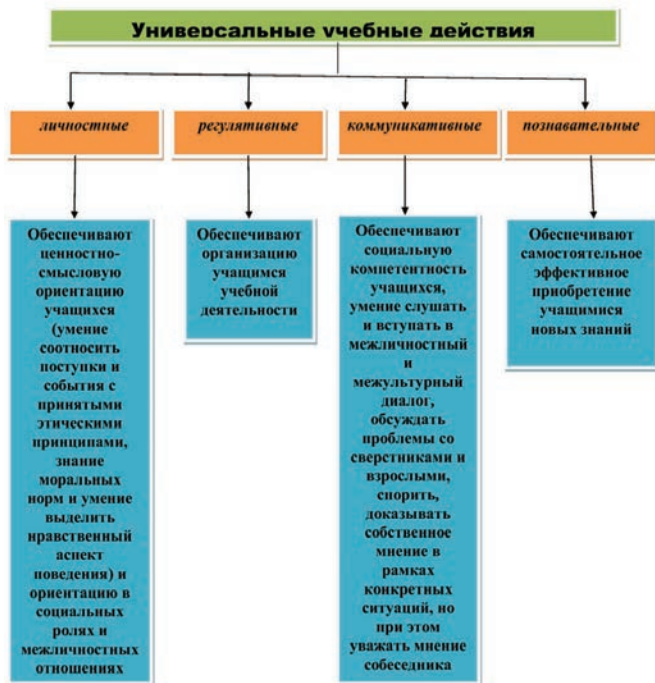 Универсальные учебные действия
личностные
регулятивные
коммуникативные
познавательные
Обеспечивают
ценностно-
смысловую
ориентацию
учащихся
(умение
соотносить
поступки и
события с
принятыми
этическими
принципами,
знание
моральных
норм и умение
выделить
нравственный
аспект
поведения) и
ориентацию в
социальных
ролях и
межличностных
отношениях
Обеспечивают
организацию
учащимся
учебной
деятельности
Обеспечивают
социальную
компетентность
учащихся,
умение слушать
и вступать в
межличностный
и
межультурный
диалог,
обсуждать
проблемы со
сверстниками и
взрослыми,
спорить,
доказывать
собственное
мнение в
рамках
конкретных
ситуаций, но
при этом
уважать мнение
собеседника
Обеспечивают
самостоятельное
эффективное
приобретение
учащимися
новых знаний